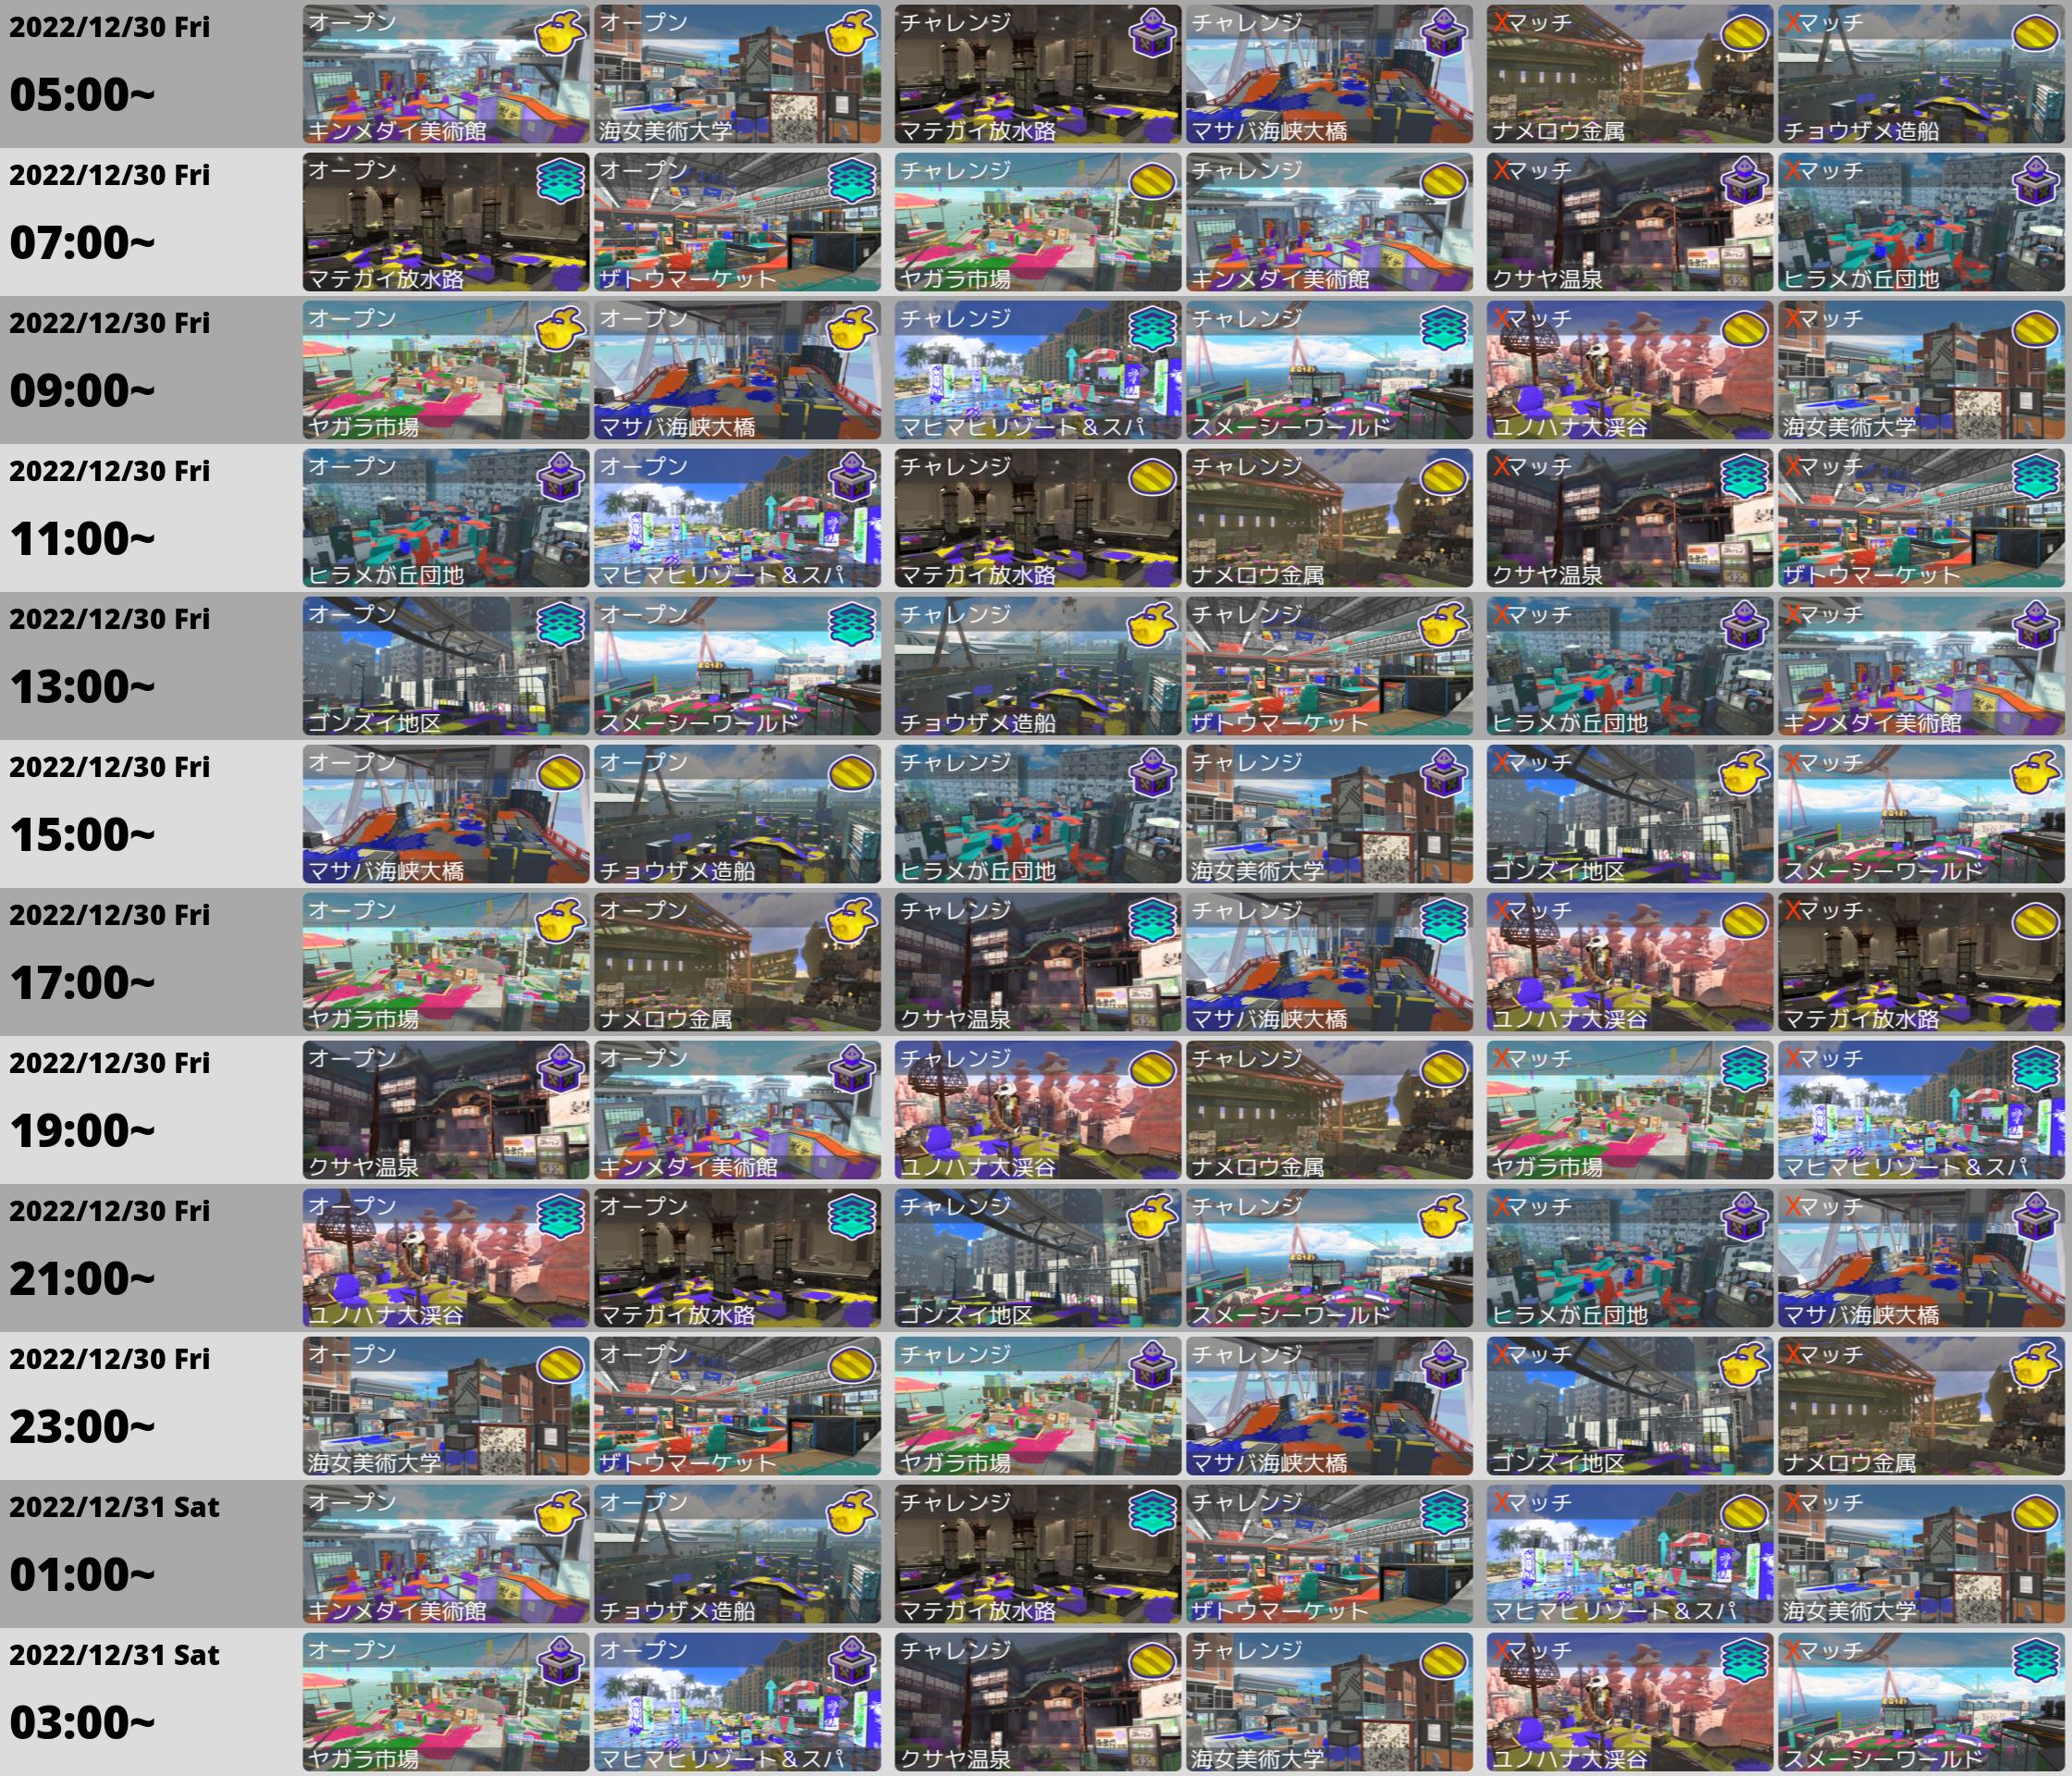 2022/12/30 Fri
05:00~
オープン
キンメダイ美術館
オープン
海女美術大学
チャレンジ
マテガイ放水路
チャレンジ
マサバ海峡大橋
Xマッチ
ナメロウ金属
Xマッチ
チョウザメ造船
2022/12/30 Fri
07:00~
オープン
マテガイ放水路
オープン
ザトウマーケット
チャレンジ
ヤガラ市場
チャレンジ
キンメダイ美術館
Xマッチ
クサヤ温泉
Xマッチ
ヒラメが丘団地
2022/12/30 Fri
09:00~
オープン
ヤガラ市場
オープン
マサバ海峡大橋
チャレンジ
マヒマヒリゾート＆スパ
チャレンジ
スメーシーワールド
Xマッチ
ユノハナ大渓谷
Xマッチ
海女美術大学
2022/12/30 Fri
11:00~
オープン
ヒラメが丘団地
オープン
マヒマヒリゾート＆スパ
チャレンジ
マテガイ放水路
チャレンジ
ナメロウ金属
Xマッチ
クサヤ温泉
Xマッチ
ザトウマーケット
2022/12/30 Fri
13:00~
オープン
ゴンズイ地区
オープン
スメーシーワールド
チャレンジ
チョウザメ造船
チャレンジ
ザトウマーケット
Xマッチ
ヒラメが丘団地
Xマッチ
キンメダイ美術館
2022/12/30 Fri
15:00~
オープン
マサバ海峡大橋
オープン
チョウザメ造船
チャレンジ
ヒラメが丘団地
チャレンジ
海女美術大学
Xマッチ
ゴンズイ地区
Xマッチ
スメーシーワールド
2022/12/30 Fri
17:00~
オープン
ヤガラ市場
オープン
ナメロウ金属
チャレンジ
クサヤ温泉
チャレンジ
マサバ海峡大橋
Xマッチ
ユノハナ大渓谷
Xマッチ
マテガイ放水路
2022/12/30 Fri
19:00~
オープン
クサヤ温泉
オープン
キンメダイ美術館
チャレンジ
ユノハナ大渓谷
チャレンジ
ナメロウ金属
Xマッチ
ヤガラ市場
Xマッチ
マヒマヒリゾート＆スパ
2022/12/30 Fri
21:00~
オープン
ユノハナ大渓谷
オープン
マテガイ放水路
チャレンジ
ゴンズイ地区
チャレンジ
スメーシーワールド
Xマッチ
ヒラメが丘団地
Xマッチ
マサバ海峡大橋
2022/12/30 Fri
23:00~
オープン
海女美術大学
オープン
ザトウマーケット
チャレンジ
ヤガラ市場
チャレンジ
マサバ海峡大橋
Xマッチ
ゴンズイ地区
Xマッチ
ナメロウ金属
2022/12/31 Sat
01:00~
オープン
キンメダイ美術館
オープン
チョウザメ造船
チャレンジ
マテガイ放水路
チャレンジ
ザトウマーケット
Xマッチ
マヒマヒリゾート＆スパ
Xマッチ
海女美術大学
2022/12/31 Sat
03:00~
オープン
ヤガラ市場
オープン
マヒマヒリゾート＆スパ
チャレンジ
クサヤ温泉
チャレンジ
海女美術大学
Xマッチ
ユノハナ大渓谷
Xマッチ
スメーシーワールド